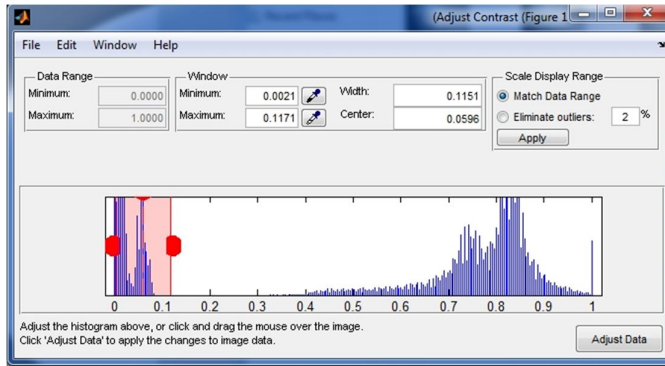 (Adjust Contrast (Figure 1
File Edit Window Help
Data Range
Minimum: 0.0000
Maximum: 1.0000
Window
Minimum: 0.0021 Width: 0.1151
Maximum: 0.1171 Center: 0.0596
Scale Display Range
Match Data Range
Eliminate outliers: 2 %
Apply
0 0.1 0.2 0.3 0.4 0.5 0.6 0.7 0.8 0.9 1
Adjust the histogram above, or click and drag the mouse over the image.
Click 'Adjust Data' to apply the changes to image data.
Adjust Data